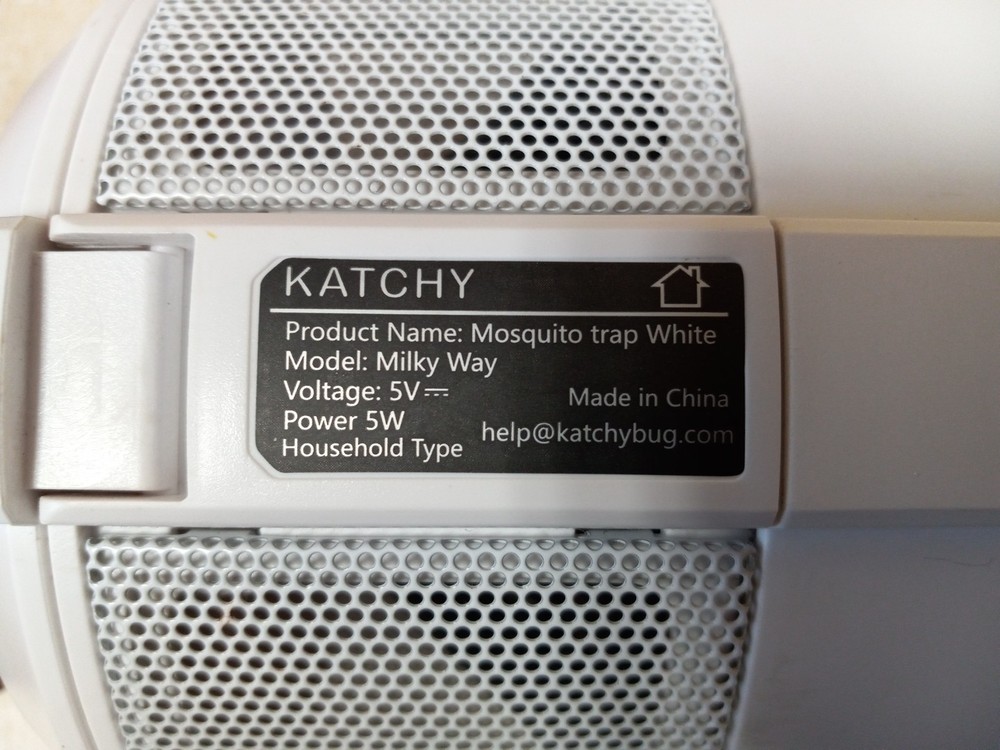 KATCHY
Product Name: Mosquito trap White
Model: Milky Way
Voltage: 5V⎓
Made in China
Power 5W
help@katchybug.com
Household Type